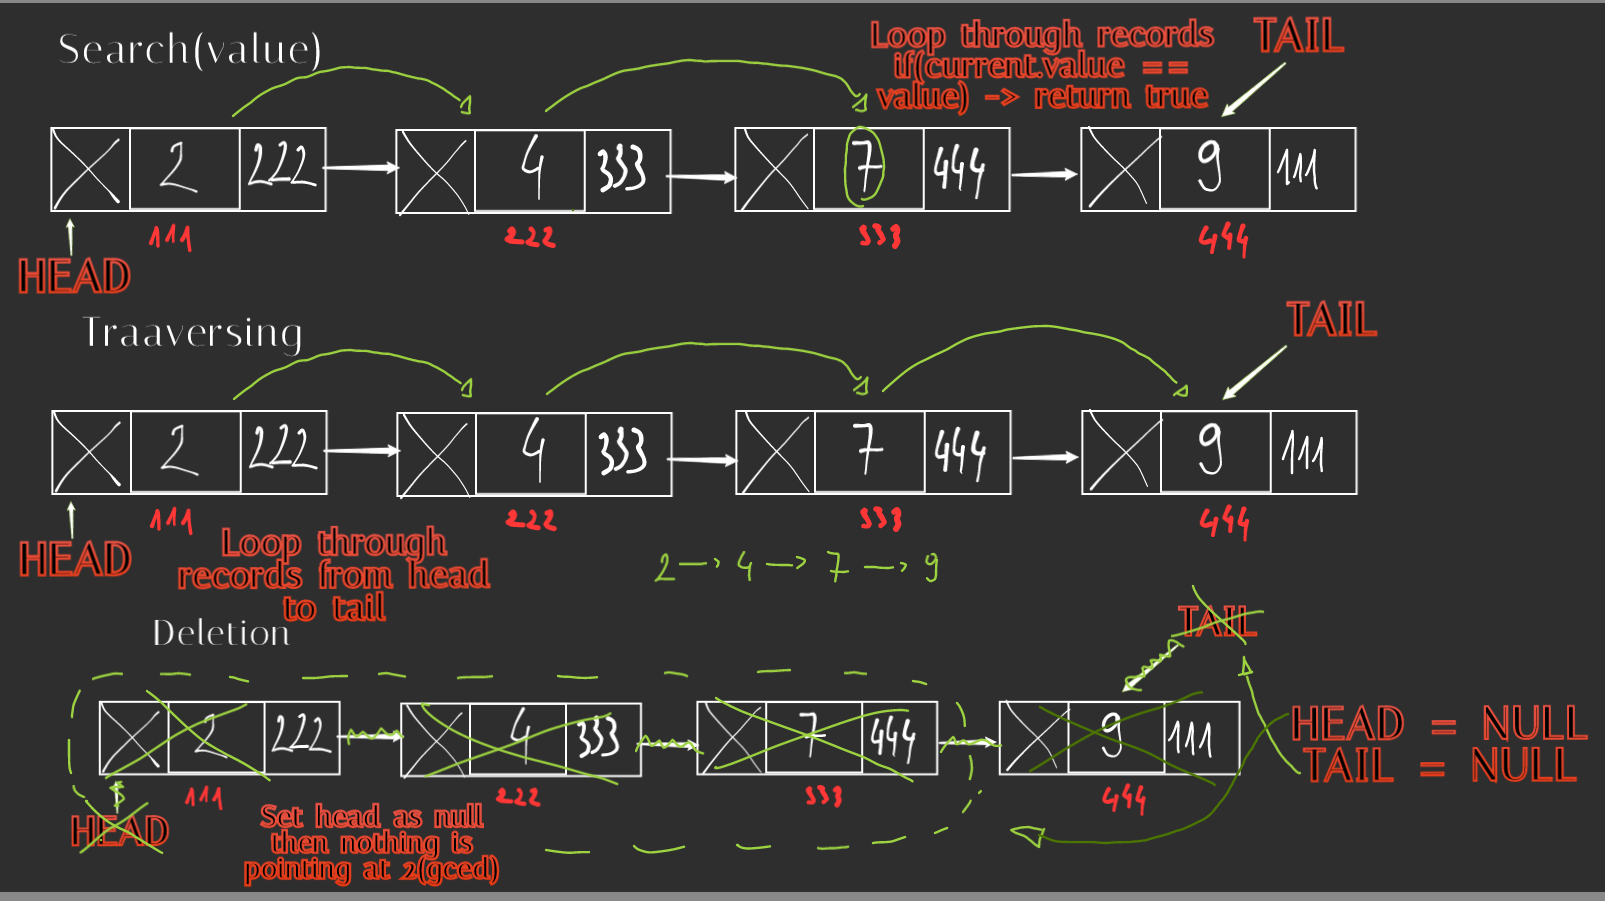 Search(value)
Loop through records
if(current.value ==
value) -> return true
TAIL
2 222 4 333 7 444 9 111
111 222 333 444
HEAD
Traaversing
TAIL
2 222 4 333 7 444 9 111
111 222 333 444
HEAD
Loop through
records from head
to tail
2 → 4 → 7 → 9
Deletion
TAIL
2 222 4 333 7 444 9 111
HEAD = NULL
TAIL = NULL
111 222 333 444
HEAD
Set head as null
then nothing is
pointing at 2(gced)